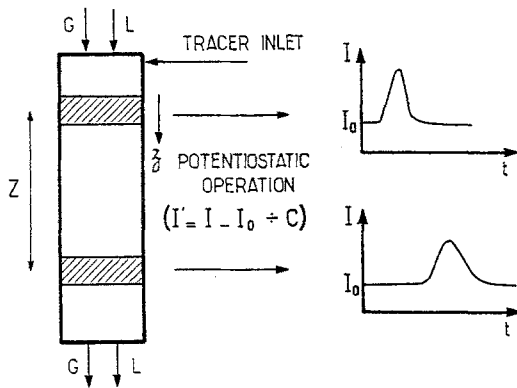 G L
TRACER INLET
I
I₀
t
Z
z/D
POTENTIOSTATIC
OPERATION
(I' = I - I₀ ÷ C)
I
I₀
t
G L